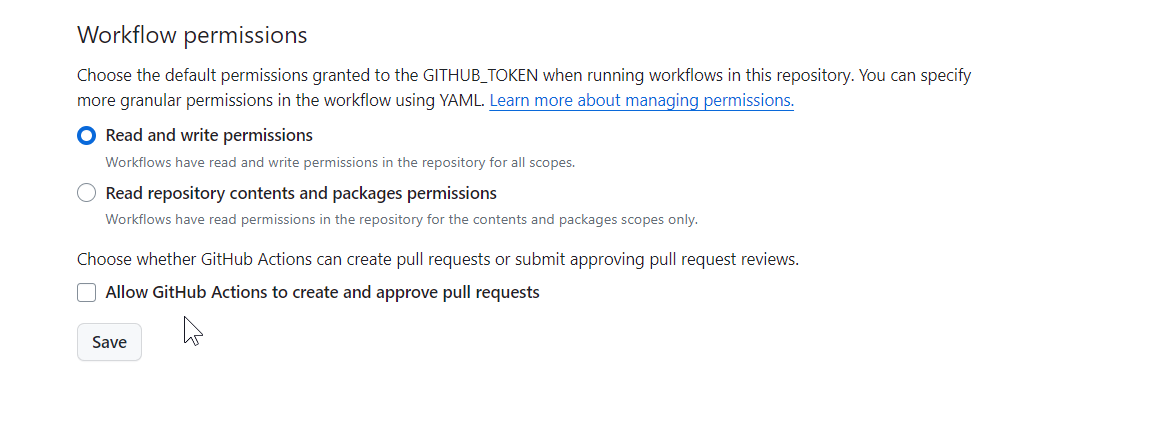 Workflow permissions
Choose the default permissions granted to the GITHUB_TOKEN when running workflows in this repository. You can specify
more granular permissions in the workflow using YAML. Learn more about managing permissions.
Read and write permissions
Workflows have read and write permissions in the repository for all scopes.
Read repository contents and packages permissions
Workflows have read permissions in the repository for the contents and packages scopes only.
Choose whether GitHub Actions can create pull requests or submit approving pull request reviews.
Allow GitHub Actions to create and approve pull requests
Save